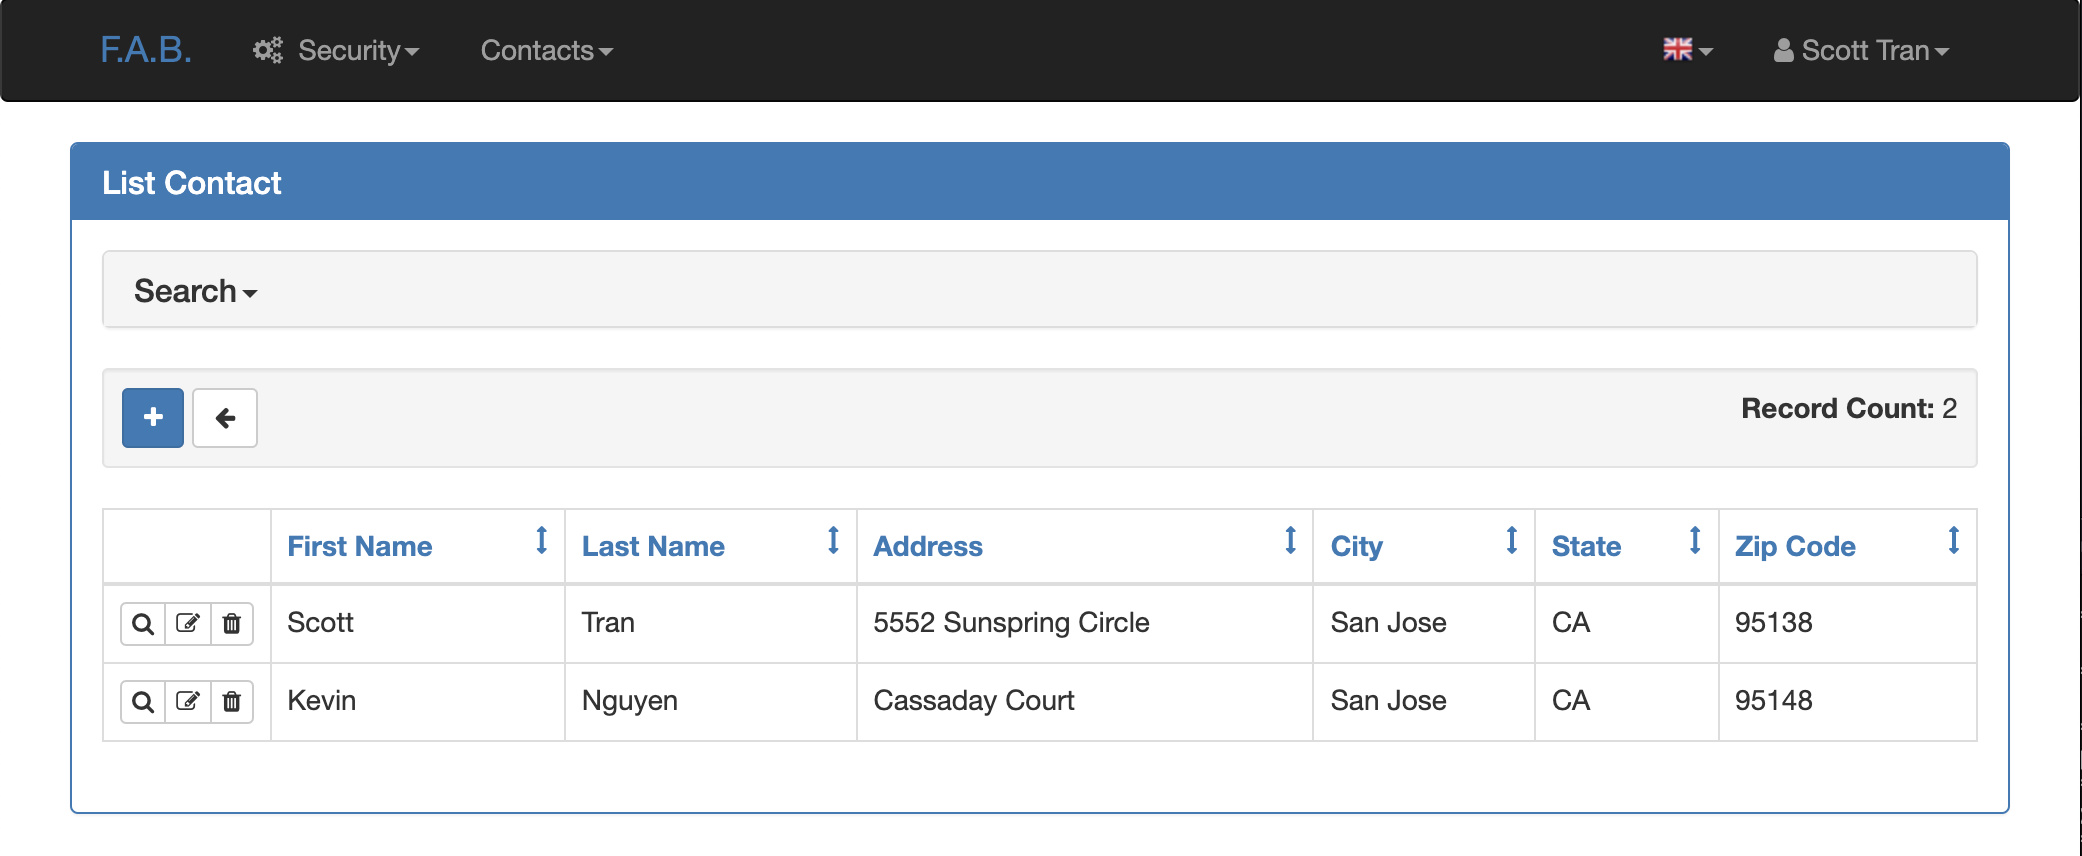 F.A.B. Security Contacts Scott Tran
List Contact
Search
Record Count: 2
First Name Last Name Address City State Zip Code
Scott Tran 5552 Sunspring Circle San Jose CA 95138
Kevin Nguyen Cassaday Court San Jose CA 95148